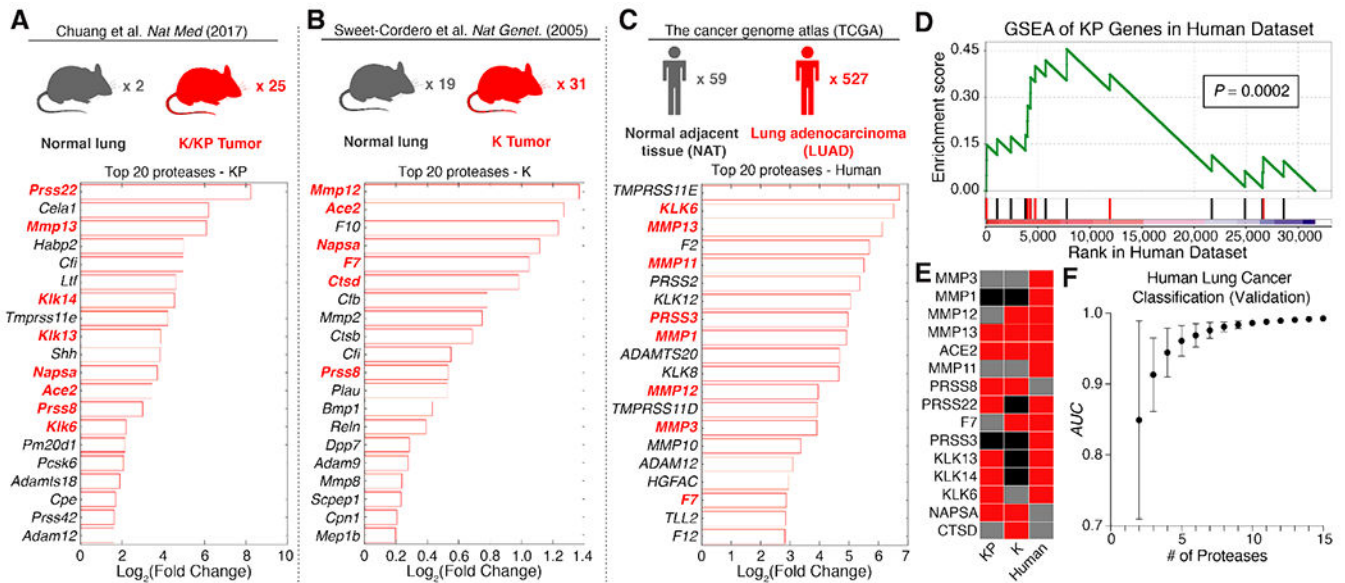 A
Chuang et al. Nat Med (2017)
x 2
x 25
Normal lung
K/KP Tumor
Top 20 proteases - KP
Prss22
Cela1
Mmp13
Habp2
Cfi
Ltf
Klk14
Tmprss11e
Klk13
Shh
Napsa
Ace2
Prss8
Klk6
Pm20d1
Pcsk6
Adamts18
Cpe
Prss42
Adam12
0 2 4 6 8 10
Log2(Fold Change)
B
Sweet-Cordero et al. Nat Genet. (2005)
x 19
x 31
Normal lung
K Tumor
Top 20 proteases - K
Mmp12
Ace2
F10
Napsa
F7
Ctsd
Cfb
Mmp2
Ctsb
Cfi
Prss8
Plau
Bmp1
Reln
Dpp7
Adam9
Mmp8
Scpep1
Cpn1
Mep1b
0 0.2 0.4 0.6 0.8 1.0 1.2 1.4
Log2(Fold Change)
C
The cancer genome atlas (TCGA)
x 59
x 527
Normal adjacent
tissue (NAT)
Lung adenocarcinoma
(LUAD)
Top 20 proteases - Human
TMPRSS11E
KLK6
MMP13
F2
MMP11
PRSS2
KLK12
PRSS3
MMP1
ADAMTS20
KLK8
MMP12
TMPRSS11D
MMP3
MMP10
ADAM12
HGFAC
F7
TLL2
F12
0 1 2 3 4 5 6 7
Log2(Fold Change)
D
GSEA of KP Genes in Human Dataset
Enrichment score
0.45
0.30
0.15
0.00
P = 0.0002
0 5,000 10,000 15,000 20,000 25,000 30,000
Rank in Human Dataset
E
MMP3
MMP1
MMP12
MMP13
ACE2
MMP11
PRSS8
PRSS22
F7
PRSS3
KLK13
KLK14
KLK6
NAPSA
CTSD
KP K Human
F
Human Lung Cancer
Classification (Validation)
AUC
1.0
0.9
0.8
0.7
0 5 10 15
# of Proteases